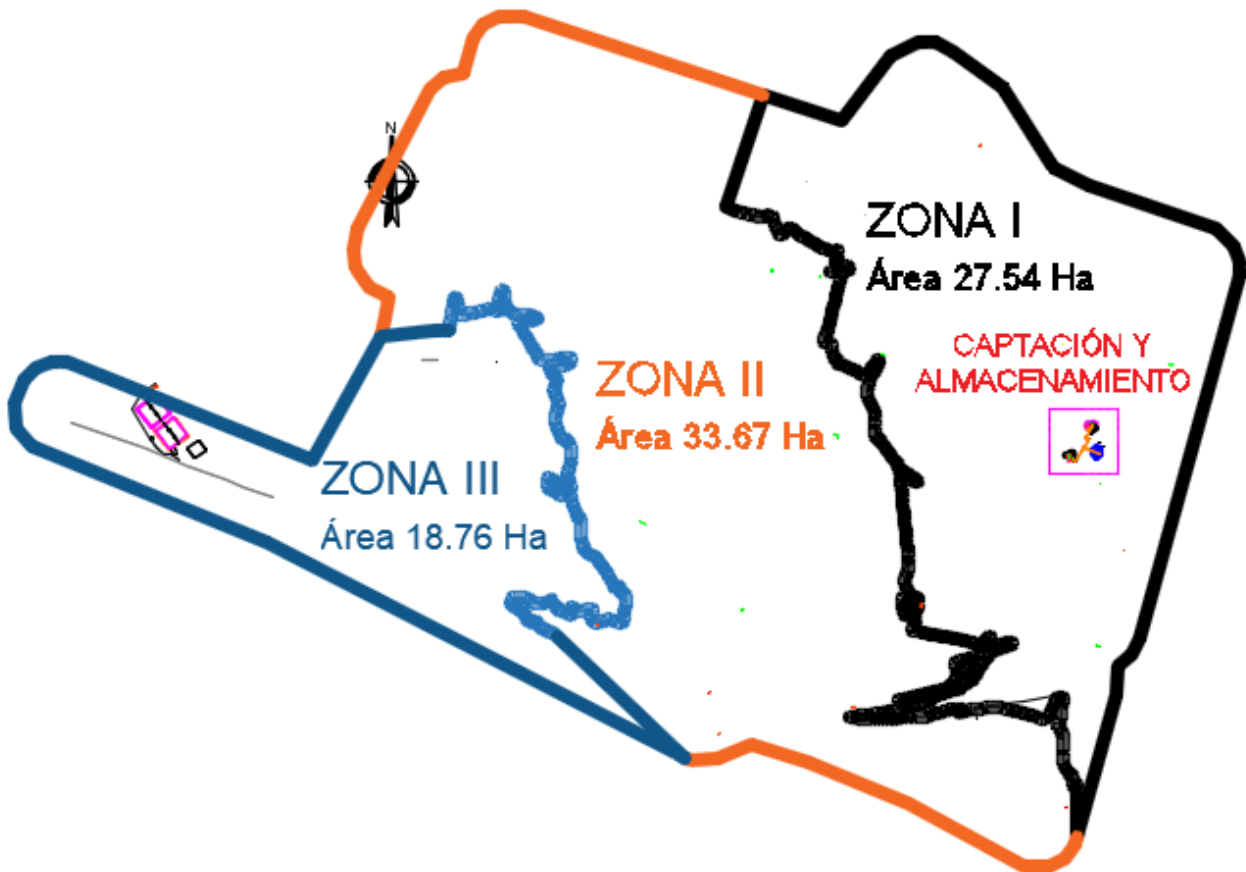 N
ZONA I
Área 27.54 Ha
CAPTACIÓN Y
ALMACENAMIENTO
ZONA II
Área 33.67 Ha
ZONA III
Área 18.76 Ha